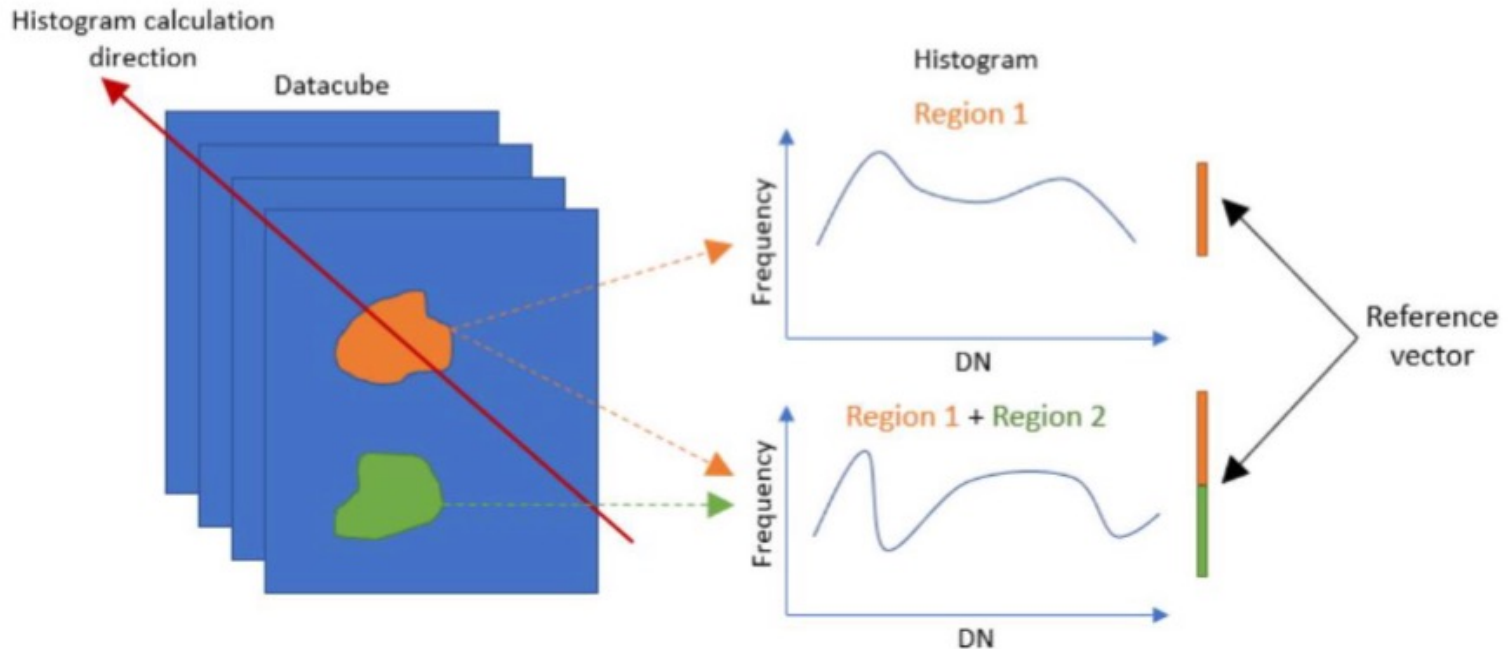 Histogram calculation
direction
Datacube
Histogram
Region 1
Frequency
DN
Region 1 + Region 2
Frequency
DN
Reference
vector